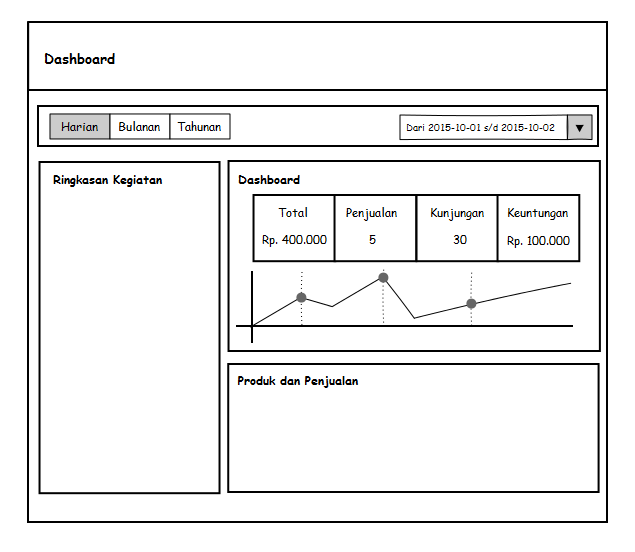 Dashboard
Harian Bulanan Tahunan
Dari 2015-10-01 s/d 2015-10-02
Ringkasan Kegiatan
Dashboard
Total Penjualan Kunjungan Keuntungan
Rp. 400.000 5 30 Rp. 100.000
Produk dan Penjualan